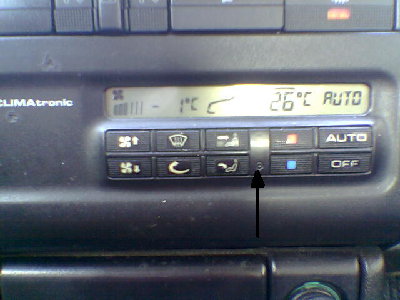 CLIMAtronic
- 1°C 26°C AUTO
AUTO
OFF